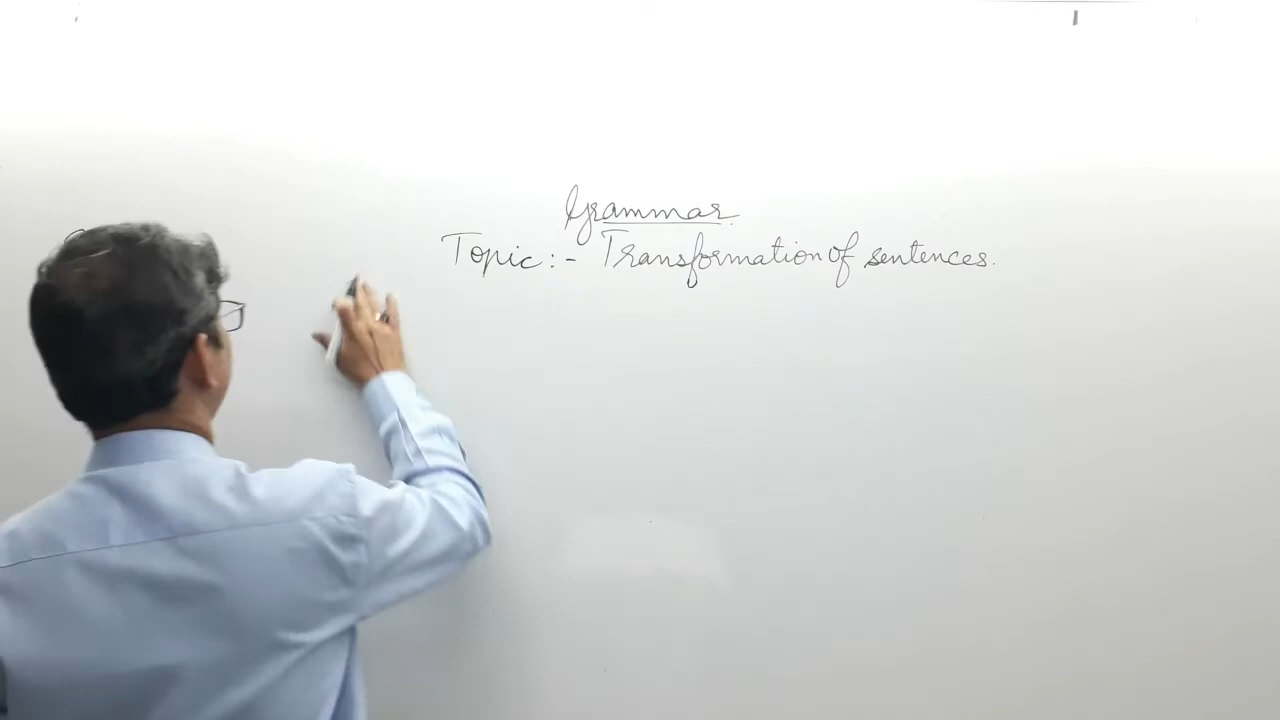 Grammar.
Topic:- Transformation of sentences.